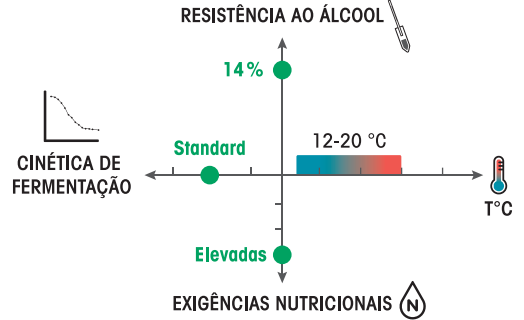 RESISTÊNCIA AO ÁLCOOL
14%
Standard
12-20 °C
CINÉTICA DE
FERMENTAÇÃO
T°C
Elevadas
EXIGÊNCIAS NUTRICIONAIS N